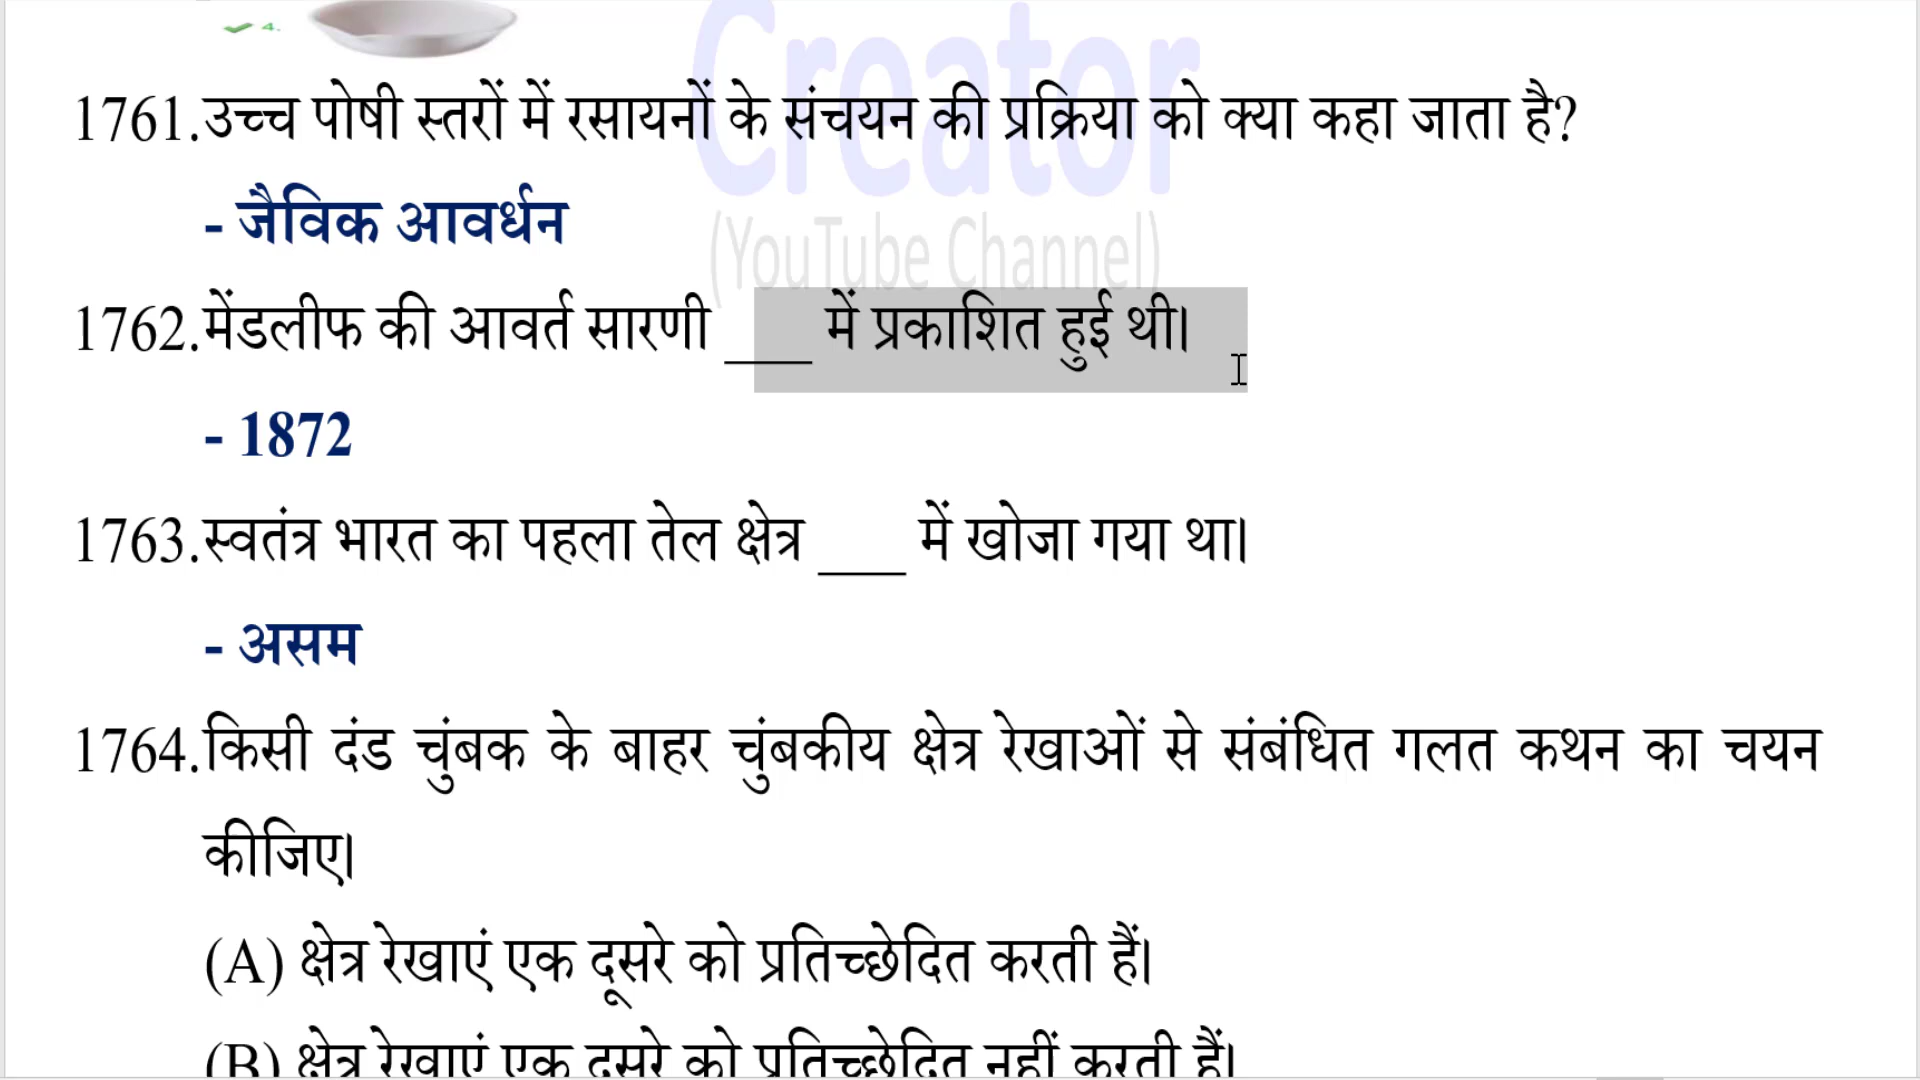 4.
Creator
1761.उच्च पोषी स्तरों में रसायनों के संचयन की प्रक्रिया को क्या कहा जाता है?
- जैविक आवर्धन
(YouTube Channel)
1762.मेंडलीफ की आवर्त सारणी ___ में प्रकाशित हुई थी।
- 1872
1763.स्वतंत्र भारत का पहला तेल क्षेत्र ___ में खोजा गया था।
- असम
1764.किसी दंड चुंबक के बाहर चुंबकीय क्षेत्र रेखाओं से संबंधित गलत कथन का चयन
कीजिए।
(A) क्षेत्र रेखाएं एक दूसरे को प्रतिच्छेदित करती हैं।
(B) क्षेत्र रेखाएं एक दूसरे को प्रतिच्छेदित नहीं करती हैं।